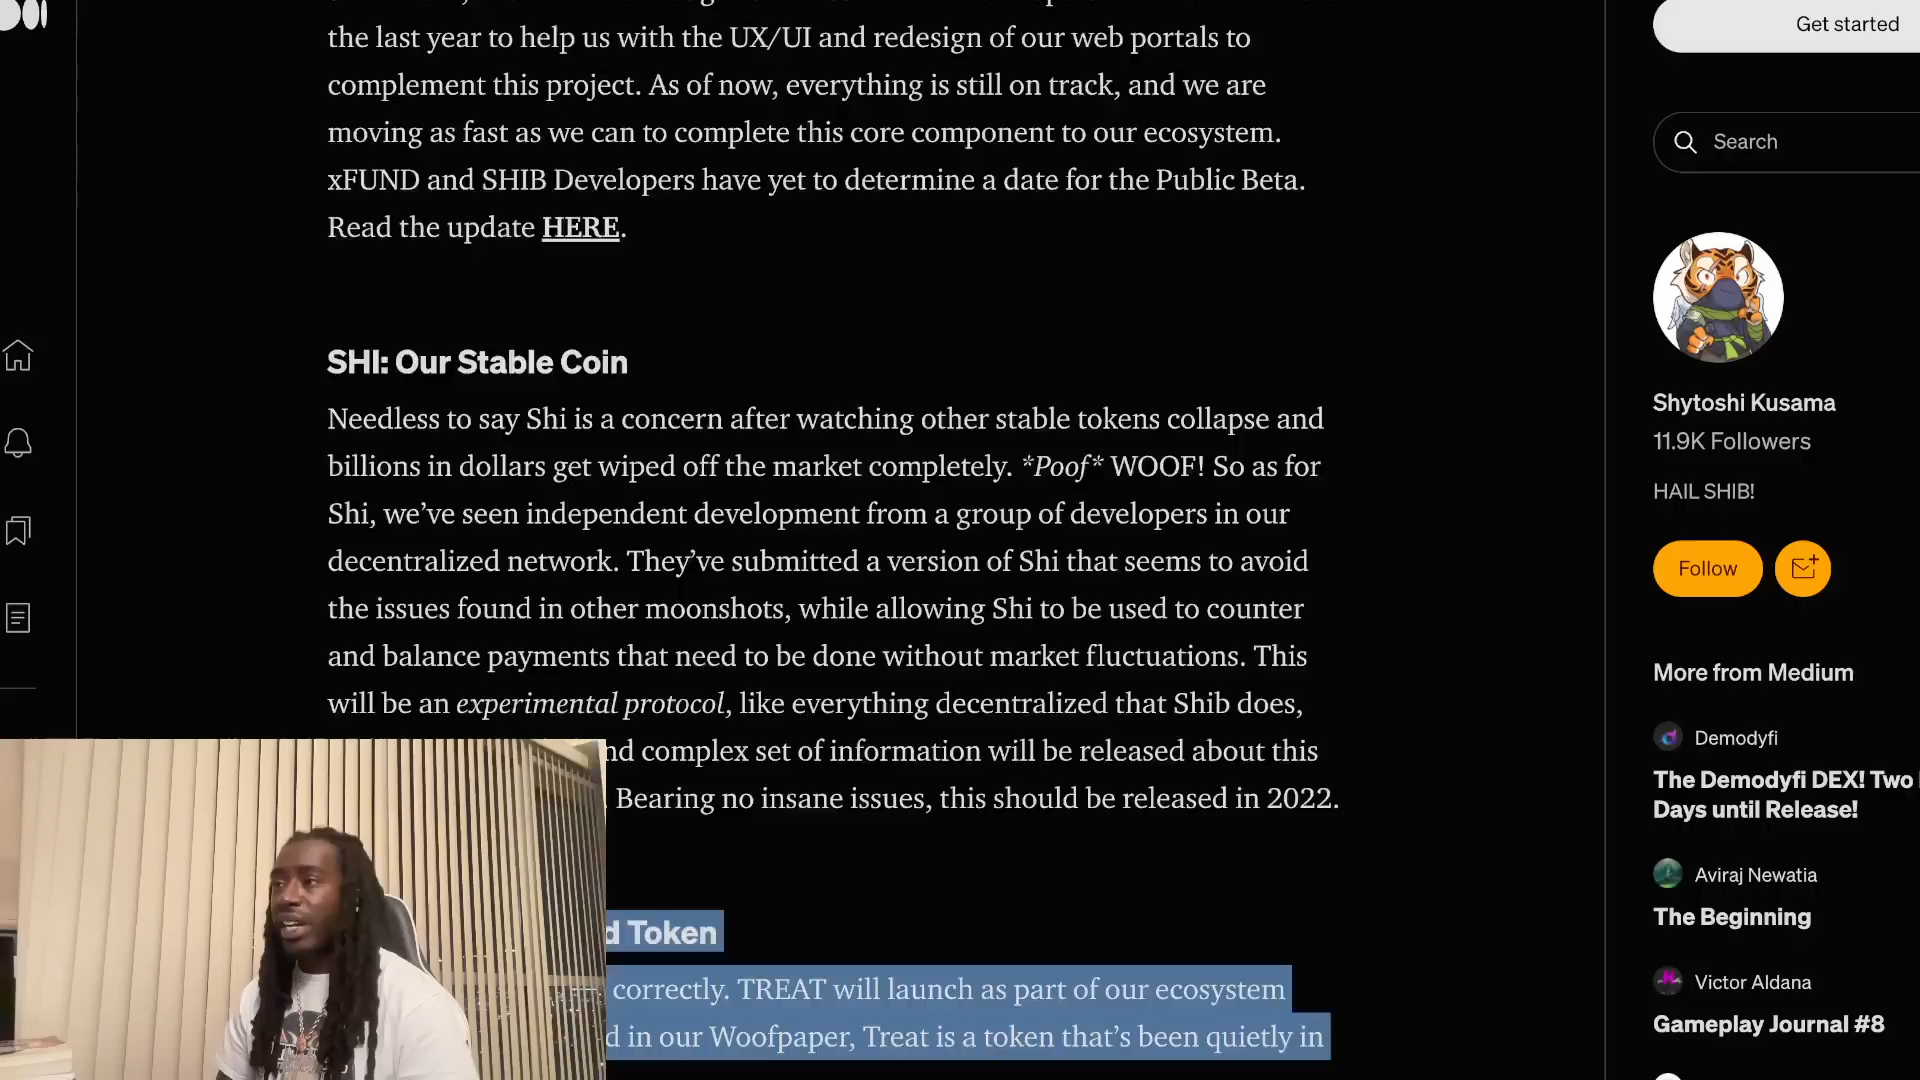 the last year to help us with the UX/UI and redesign of our web portals to
complement this project. As of now, everything is still on track, and we are
moving as fast as we can to complete this core component to our ecosystem.
xFUND and SHIB Developers have yet to determine a date for the Public Beta.
Read the update HERE.
SHI: Our Stable Coin
Needless to say Shi is a concern after watching other stable tokens collapse and
billions in dollars get wiped off the market completely. *Poof* WOOF! So as for
Shi, we’ve seen independent development from a group of developers in our
decentralized network. They’ve submitted a version of Shi that seems to avoid
the issues found in other moonshots, while allowing Shi to be used to counter
and balance payments that need to be done without market fluctuations. This
will be an experimental protocol, like everything decentralized that Shib does,
complex set of information will be released about this
Bearing no insane issues, this should be released in 2022.
Token
correctly. TREAT will launch as part of our ecosystem
in our Woofpaper, Treat is a token that’s been quietly in
Get started
Search
Shytoshi Kusama
11.9K Followers
HAIL SHIB!
Follow
More from Medium
Demodyfi
The Demodyfi DEX! Two
Days until Release!
Aviraj Newatia
The Beginning
Victor Aldana
Gameplay Journal #8